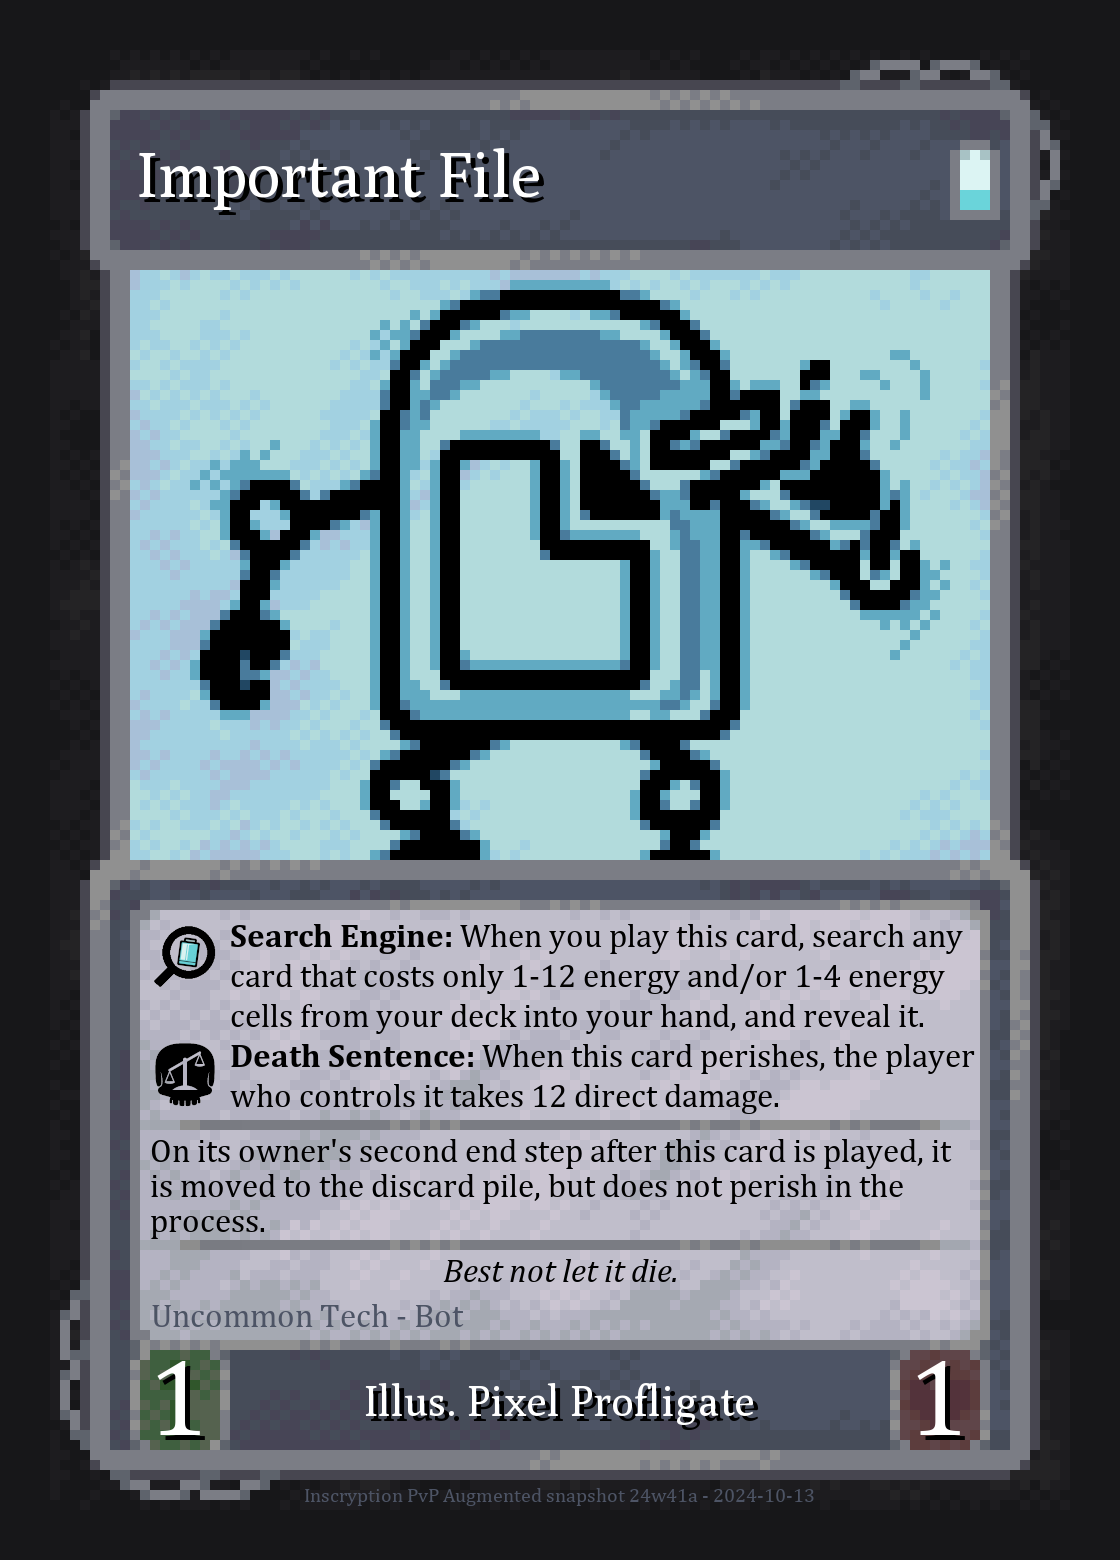 Important File
Search Engine: When you play this card, search any
card that costs only 1-12 energy and/or 1-4 energy
cells from your deck into your hand, and reveal it.
Death Sentence: When this card perishes, the player
who controls it takes 12 direct damage.
On its owner's second end step after this card is played, it
is moved to the discard pile, but does not perish in the
process.
Best not let it die.
Uncommon Tech - Bot
1 Illus. Pixel Profligate 1
Inscryption PvP Augmented snapshot 24w41a - 2024-10-13